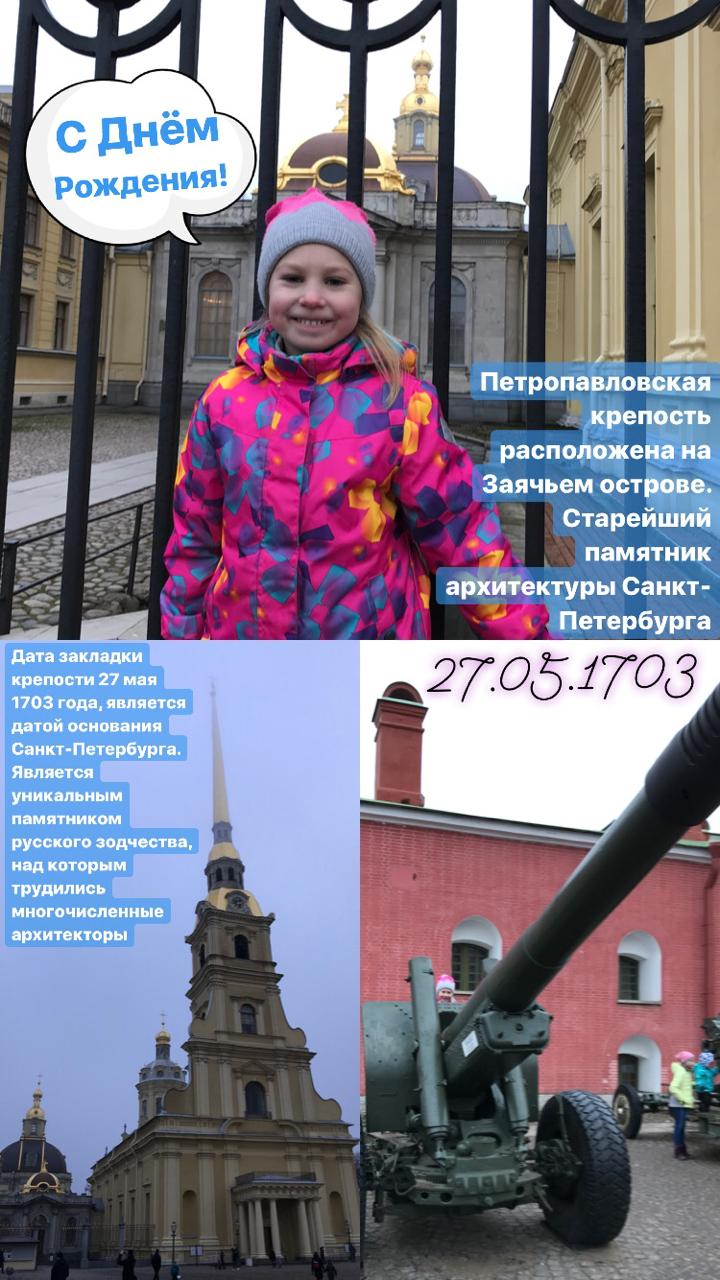 С Днём
Рождения!
Петропавловская
крепость
расположена на
Заячьем острове.
Старейший
памятник
архитектуры Санкт-
Петербурга
Дата закладки
крепости 27 мая
1703 года, является
датой основания
Санкт-Петербурга.
Является
уникальным
памятником
русского зодчества,
над которым
трудились
многочисленные
архитекторы
27.05.1703